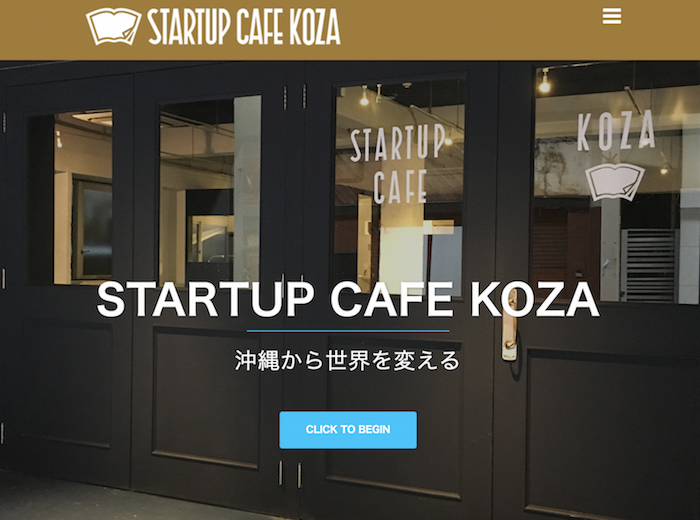 STARTUP CAFE KOZA
STARTUP
CAFE
KOZA
STARTUP CAFE KOZA
沖縄から世界を変える
CLICK TO BEGIN